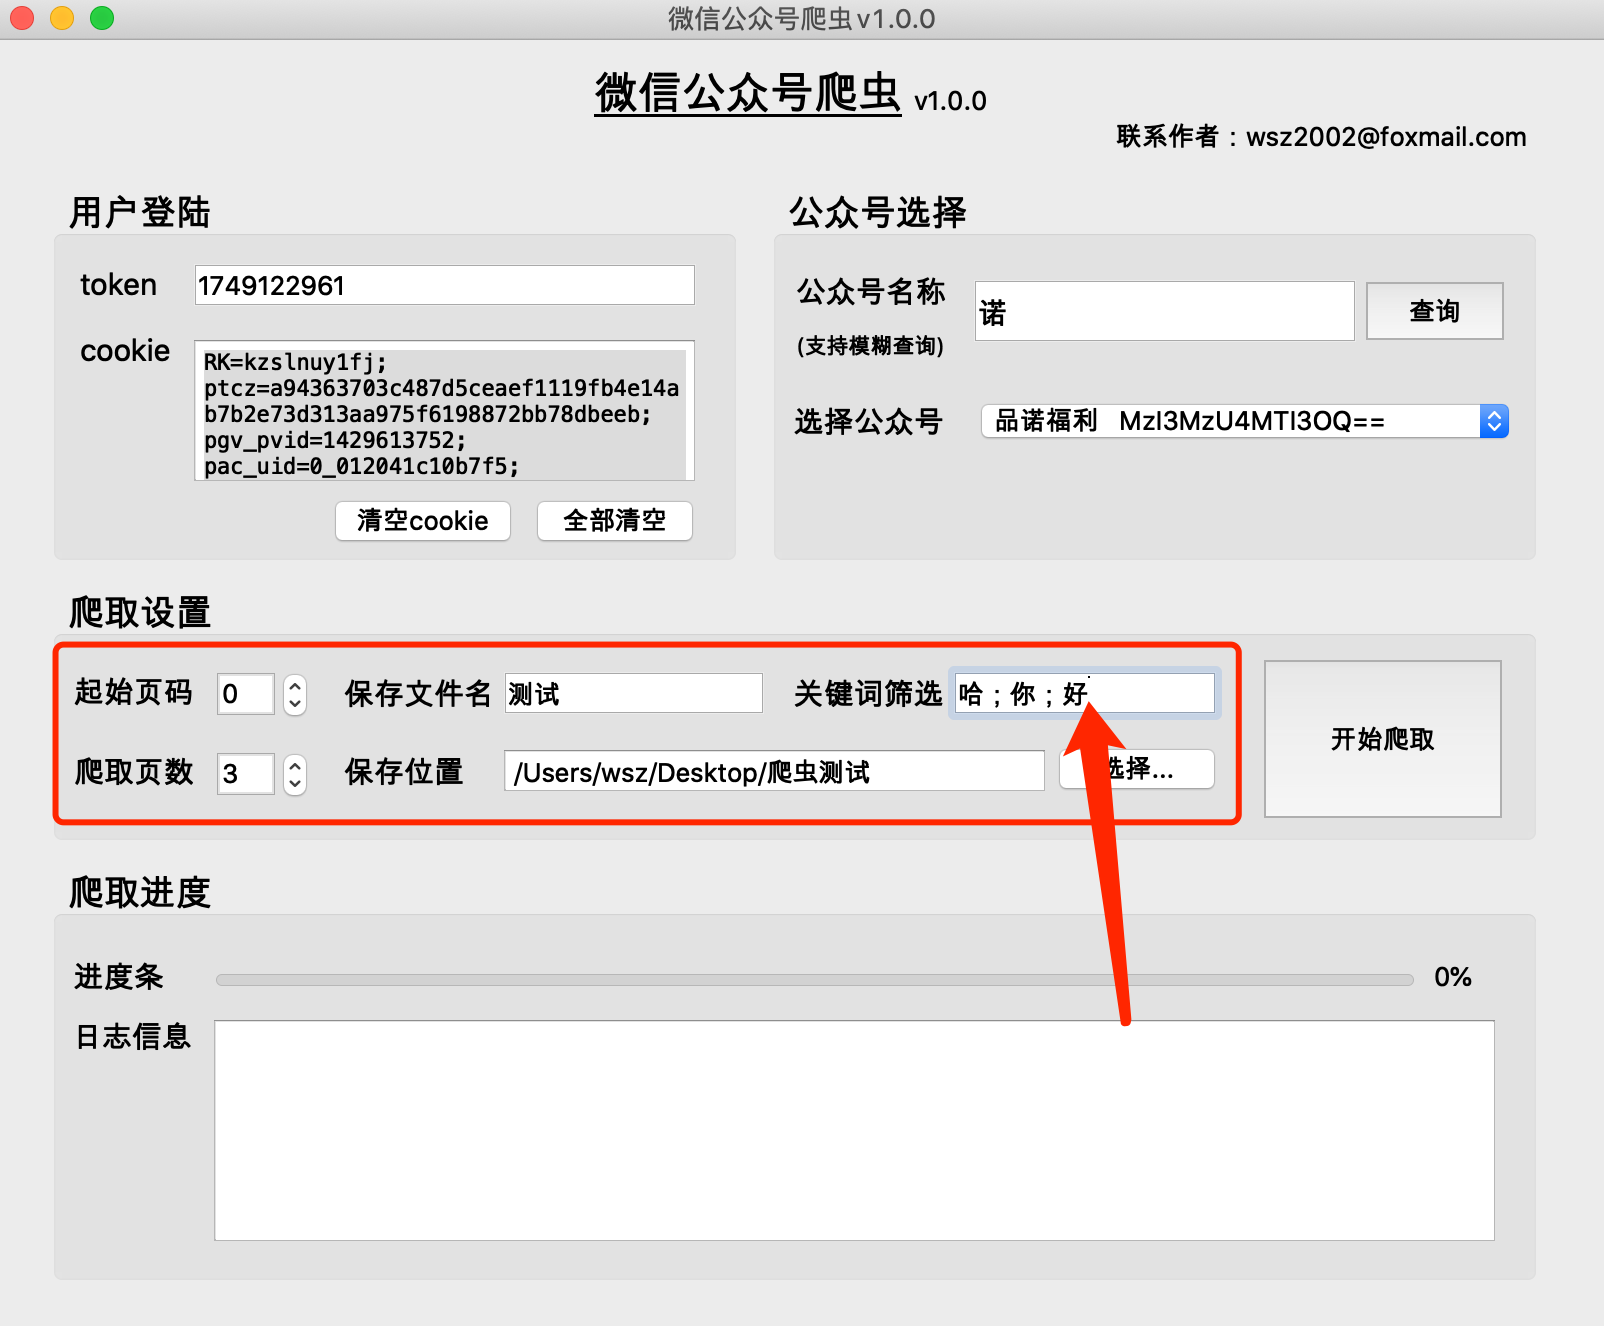 微信公众号爬虫v1.0.0
微信公众号爬虫 v1.0.0
联系作者：wsz2002@foxmail.com
用户登陆
token 1749122961
cookie
RK=kzslnuy1fj;
ptcz=a94363703c487d5ceaef1119fb4e14a
b7b2e73d313aa975f6198872bb78dbeeb;
pgv_pvid=1429613752;
pac_uid=0_012041c10b7f5;
清空cookie 全部清空
公众号选择
公众号名称 诺 查询
(支持模糊查询)
选择公众号 品诺福利 MzI3MzU4MTI3OQ==
爬取设置
起始页码 0 保存文件名 测试 关键词筛选 哈；你；好
爬取页数 3 保存位置 /Users/wsz/Desktop/爬虫测试 选择...
开始爬取
爬取进度
进度条 0%
日志信息